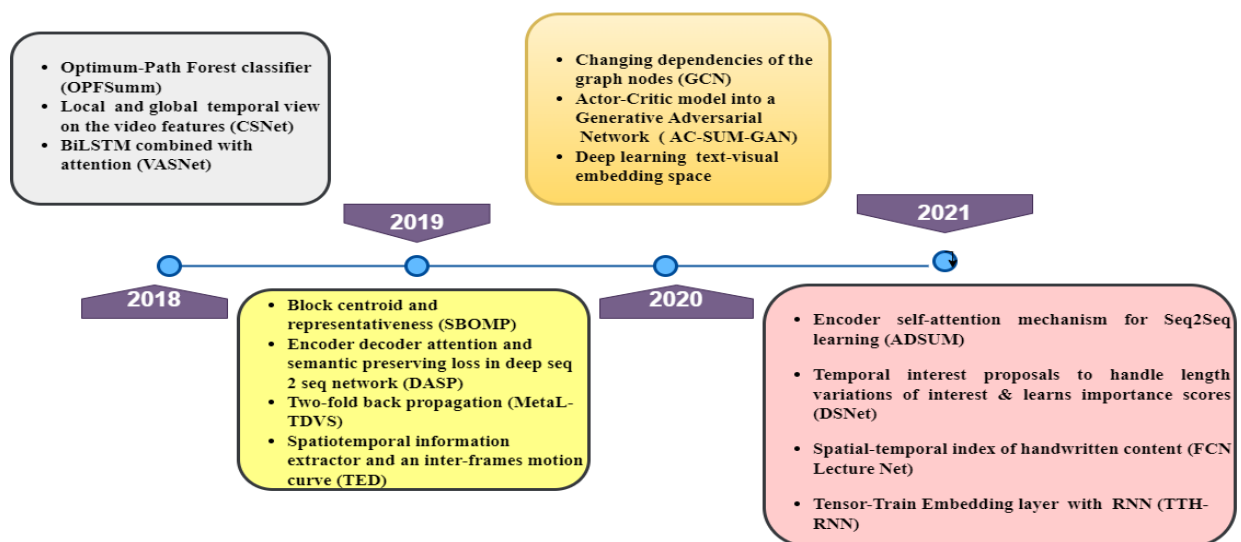 • Optimum-Path Forest classifier
(OPFSumm)
• Local and global temporal view
on the video features (CSNet)
• BiLSTM combined with
attention (VASNet)
• Changing dependencies of the
graph nodes (GCN)
• Actor-Critic model into a
Generative Adversarial
Network ( AC-SUM-GAN)
• Deep learning text-visual
embedding space
2019
2021
2018
2020
• Block centroid and
representativeness (SBOMP)
• Encoder decoder attention and
semantic preserving loss in deep seq
2 seq network (DASP)
• Two-fold back propagation (MetaL-
TDVS)
• Spatiotemporal information
extractor and an inter-frames motion
curve (TED)
• Encoder self-attention mechanism for Seq2Seq
learning (ADSUM)
• Temporal interest proposals to handle length
variations of interest & learns importance scores
(DSNet)
• Spatial-temporal index of handwritten content (FCN
Lecture Net)
• Tensor-Train Embedding layer with RNN (TTH-
RNN)